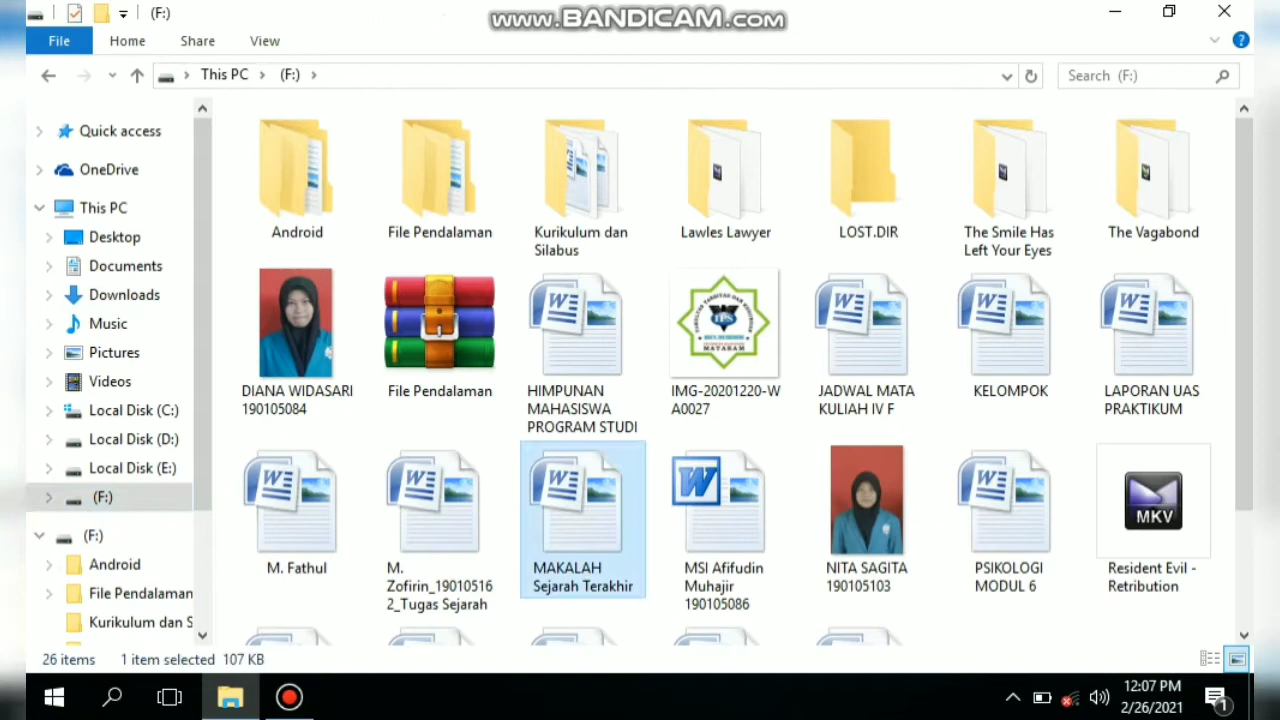 (F:)
www.BANDICAM.com
File Home Share View
This PC (F:)
Search (F:)
Quick access
OneDrive
This PC
Desktop
Documents
Downloads
Music
Pictures
Videos
Local Disk (C:)
Local Disk (D:)
Local Disk (E:)
(F:)
(F:)
Android
File Pendalaman
Kurikulum dan S
Android
File Pendalaman
Kurikulum dan
Silabus
Lawles Lawyer
LOST.DIR
The Smile Has
Left Your Eyes
The Vagabond
DIANA WIDASARI
190105084
File Pendalaman
HIMPUNAN
MAHASISWA
PROGRAM STUDI
MATARAM
IMG-20201220-W
A0027
JADWAL MATA
KULIAH IV F
KELOMPOK
LAPORAN UAS
PRAKTIKUM
M. Fathul
M.
Zofirin_19010516
2_Tugas Sejarah
MAKALAH
Sejarah Terakhir
MSI Afifudin
Muhajir
190105086
NITA SAGITA
190105103
PSIKOLOGI
MODUL 6
MKV
Resident Evil -
Retribution
26 items 1 item selected 107 KB
12:07 PM
2/26/2021
1